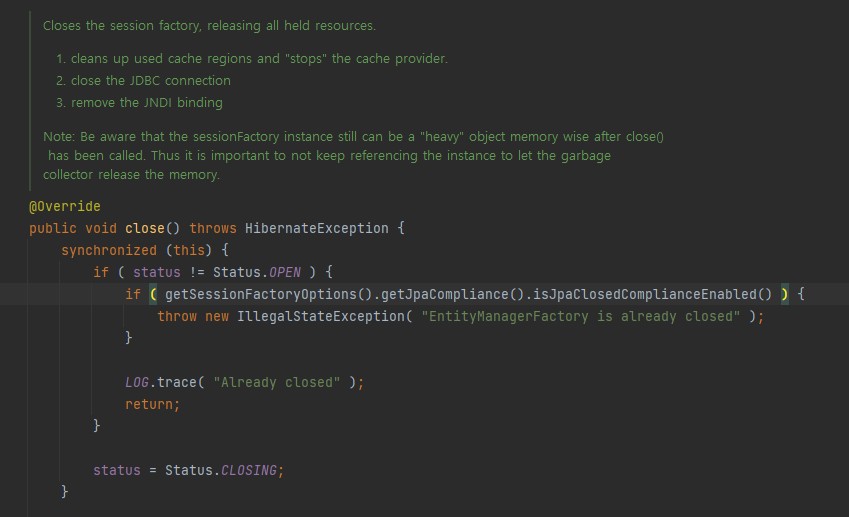 Closes the session factory, releasing all held resources.
1. cleans up used cache regions and "stops" the cache provider.
2. close the JDBC connection
3. remove the JNDI binding
Note: Be aware that the sessionFactory instance still can be a "heavy" object memory wise after close()
has been called. Thus it is important to not keep referencing the instance to let the garbage
collector release the memory.
@Override
public void close() throws HibernateException {
    synchronized (this) {
        if ( status != Status.OPEN ) {
            if ( getSessionFactoryOptions().getJpaCompliance().isJpaClosedComplianceEnabled() ) {
                throw new IllegalStateException( "EntityManagerFactory is already closed" );
            }
            LOG.trace( "Already closed" );
            return;
        }
        status = Status.CLOSING;
    }